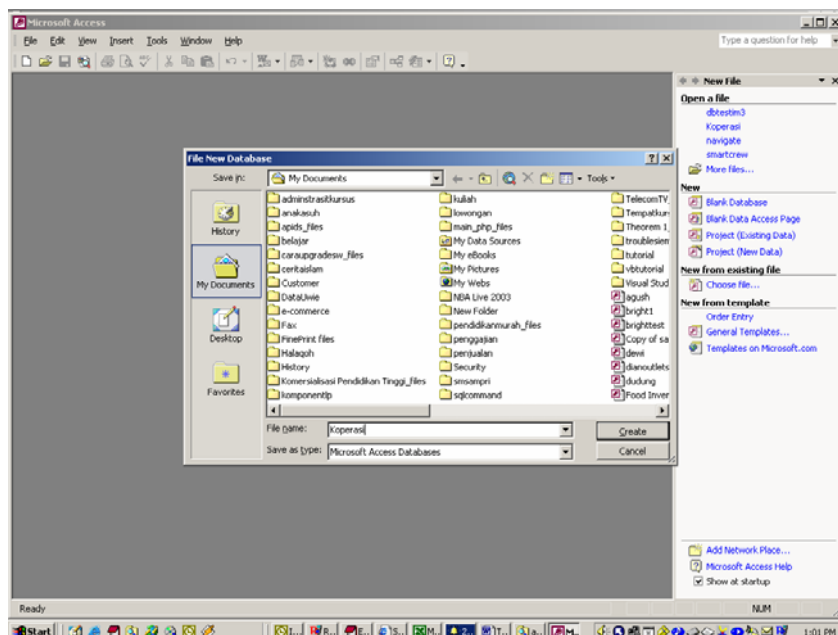 Microsoft Access
File Edit View Insert Tools Window Help
Type a question for help
New File
Open a file
dbtestim3
Koperasi
navigate
smartcrew
More files...
New
Blank Database
Blank Data Access Page
Project (Existing Data)
Project (New Data)
New from existing file
Choose file...
New from template
Order Entry
General Templates...
Templates on Microsoft.com
Add Network Place...
Microsoft Access Help
Show at startup
File New Database
Save in:
My Documents
Tools
History
My Documents
Desktop
Favorites
adminstrasitkursus
anakasuh
apids_files
belajar
caraupgradesw_files
ceritaislam
Customer
DataUwie
e-commerce
Fax
FinePrint files
Halaqoh
History
Komersialisasi Pendidikan Tinggi_files
komponentlp
kuliah
lowongan
main_php_files
My Data Sources
My eBooks
My Pictures
My Webs
NBA Live 2003
New Folder
pendidikanmurah_files
penggajian
penjualan
Security
smsampri
sqlcommand
TelecomTV_
Tempatkur
Theorem 1_
troublesien
tutorial
vbtutorial
Visual Stud
agush
bright1
brighttest
Copy of sa
dewi
dianoutlets
dudung
Food Inver
File name:
Koperasi
Create
Save as type:
Microsoft Access Databases
Cancel
Ready
NUM
Start
1:01 PM